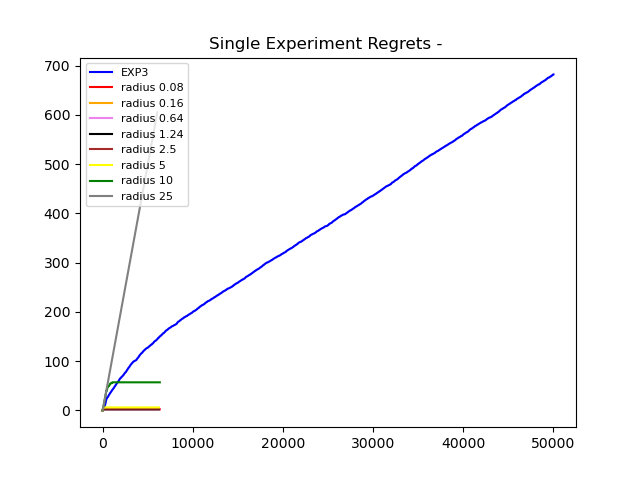 Single Experiment Regrets -
700
600
500
400
300
200
100
0
EXP3
radius 0.08
radius 0.16
radius 0.64
radius 1.24
radius 2.5
radius 5
radius 10
radius 25
0 10000 20000 30000 40000 50000